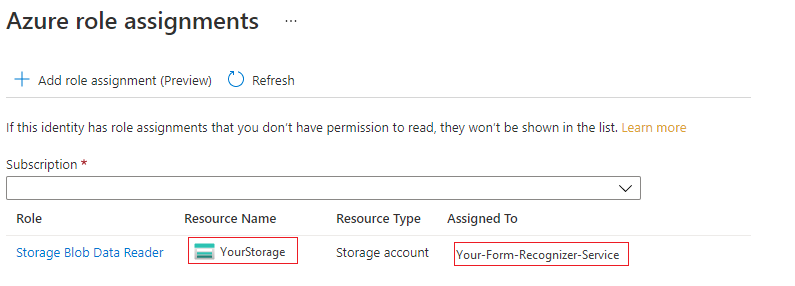 Azure role assignments ...
+ Add role assignment (Preview) Refresh
If this identity has role assignments that you don't have permission to read, they won't be shown in the list. Learn more
Subscription *
Role Resource Name Resource Type Assigned To
Storage Blob Data Reader YourStorage Storage account Your-Form-Recognizer-Service